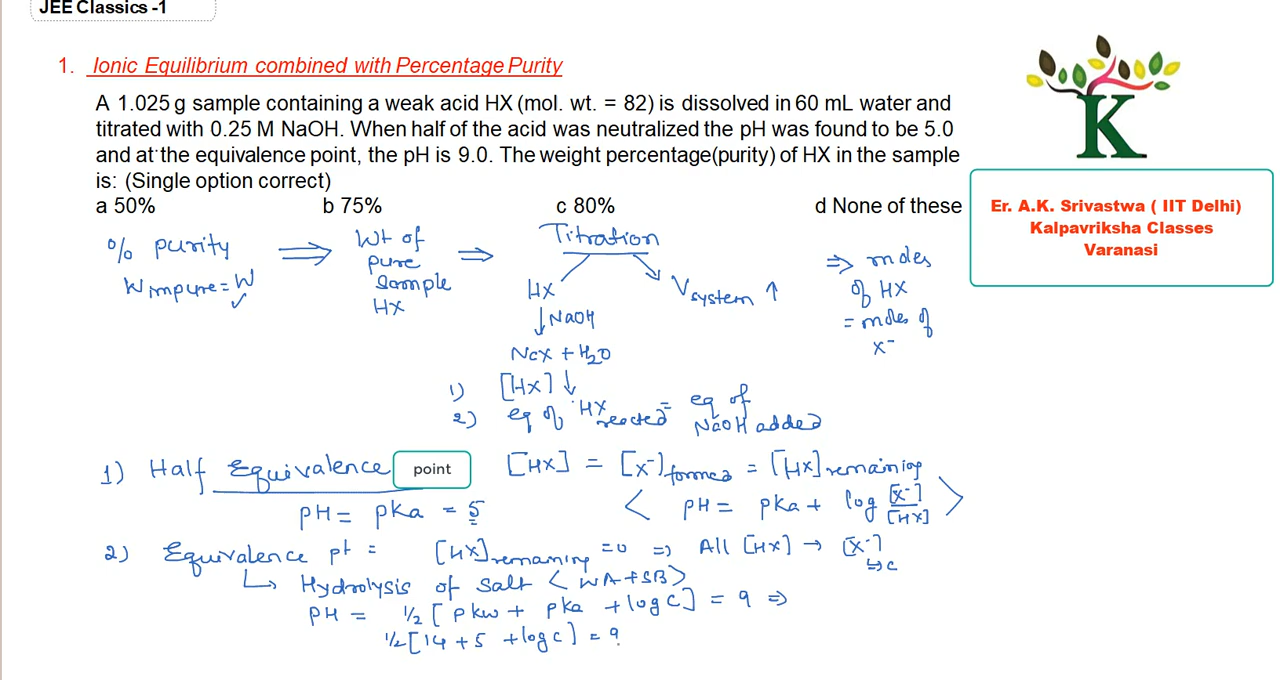 JEE Classics -1
1. Ionic Equilibrium combined with Percentage Purity
A 1.025 g sample containing a weak acid HX (mol. wt. = 82) is dissolved in 60 mL water and
titrated with 0.25 M NaOH. When half of the acid was neutralized the pH was found to be 5.0
and at the equivalence point, the pH is 9.0. The weight percentage(purity) of HX in the sample
is: (Single option correct)
a 50% b 75% c 80% d None of these
K
Er. A.K. Srivastwa ( IIT Delhi)
Kalpavriksha Classes
Varanasi
% purity ⟹ Wt of pure sample HX ⟹ Titration
W impure = W ✓
HX
↓ NaOH
NaX + H₂O
V system ↑
⇒ moles
of HX
= moles of
X⁻
1) [HX] ↓
2) eq of HX reacted = eq of NaOH added
1) Half Equivalence point [HX] = [X⁻] formed = [HX] remaining
PH = pKa = 5 < PH = pKa + log [X⁻]/[HX] >
2) Equivalence pt = [HX] remaining = 0 ⇒ All [HX] → [X⁻]
⇒ C
↳ Hydrolysis of salt < WA + SB >
PH = 1/2 [ pKw + pKa + log C ] = 9 ⇒
1/2 [ 14 + 5 + log C ] = 9